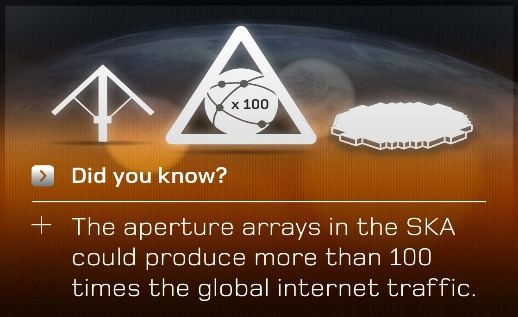 x 100
Did you know?
The aperture arrays in the SKA
could produce more than 100
times the global internet traffic.